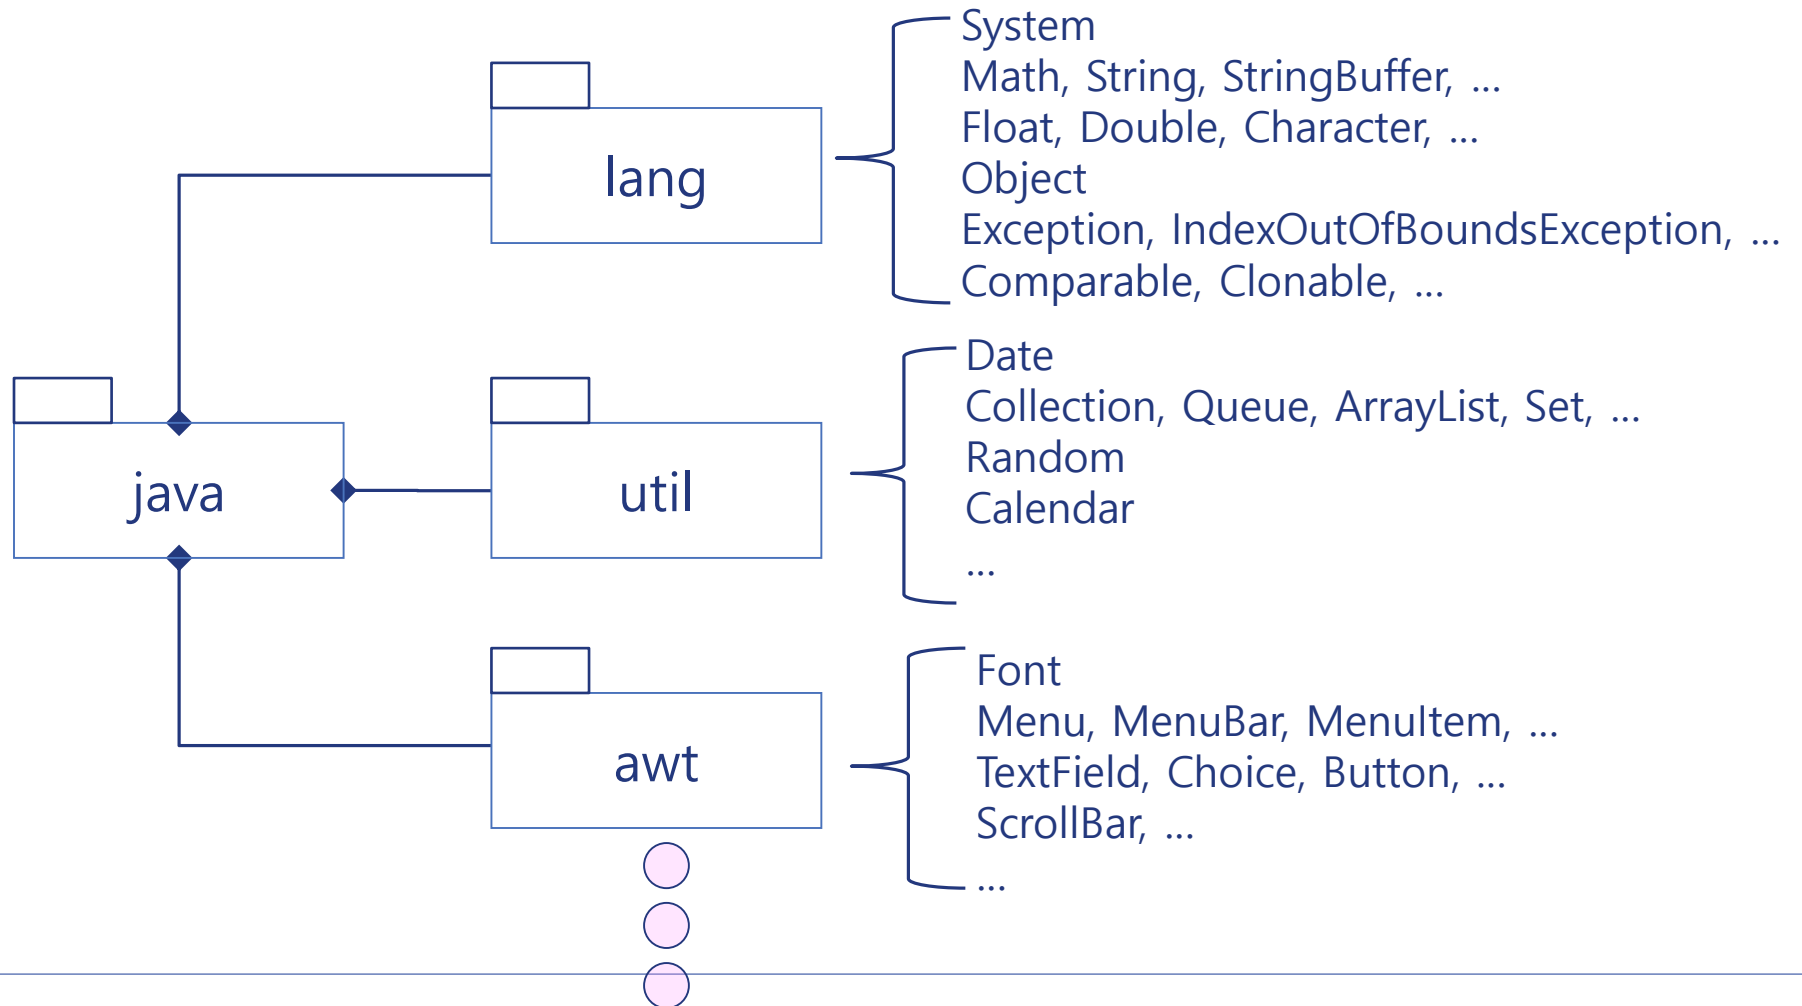 System
Math, String, StringBuffer, ...
Float, Double, Character, ...
Object
Exception, IndexOutOfBoundsException, ...
Comparable, Clonable, ...
lang
Date
Collection, Queue, ArrayList, Set, ...
Random
Calendar
...
java
util
Font
Menu, MenuBar, MenuItem, ...
TextField, Choice, Button, ...
ScrollBar, ...
...
awt